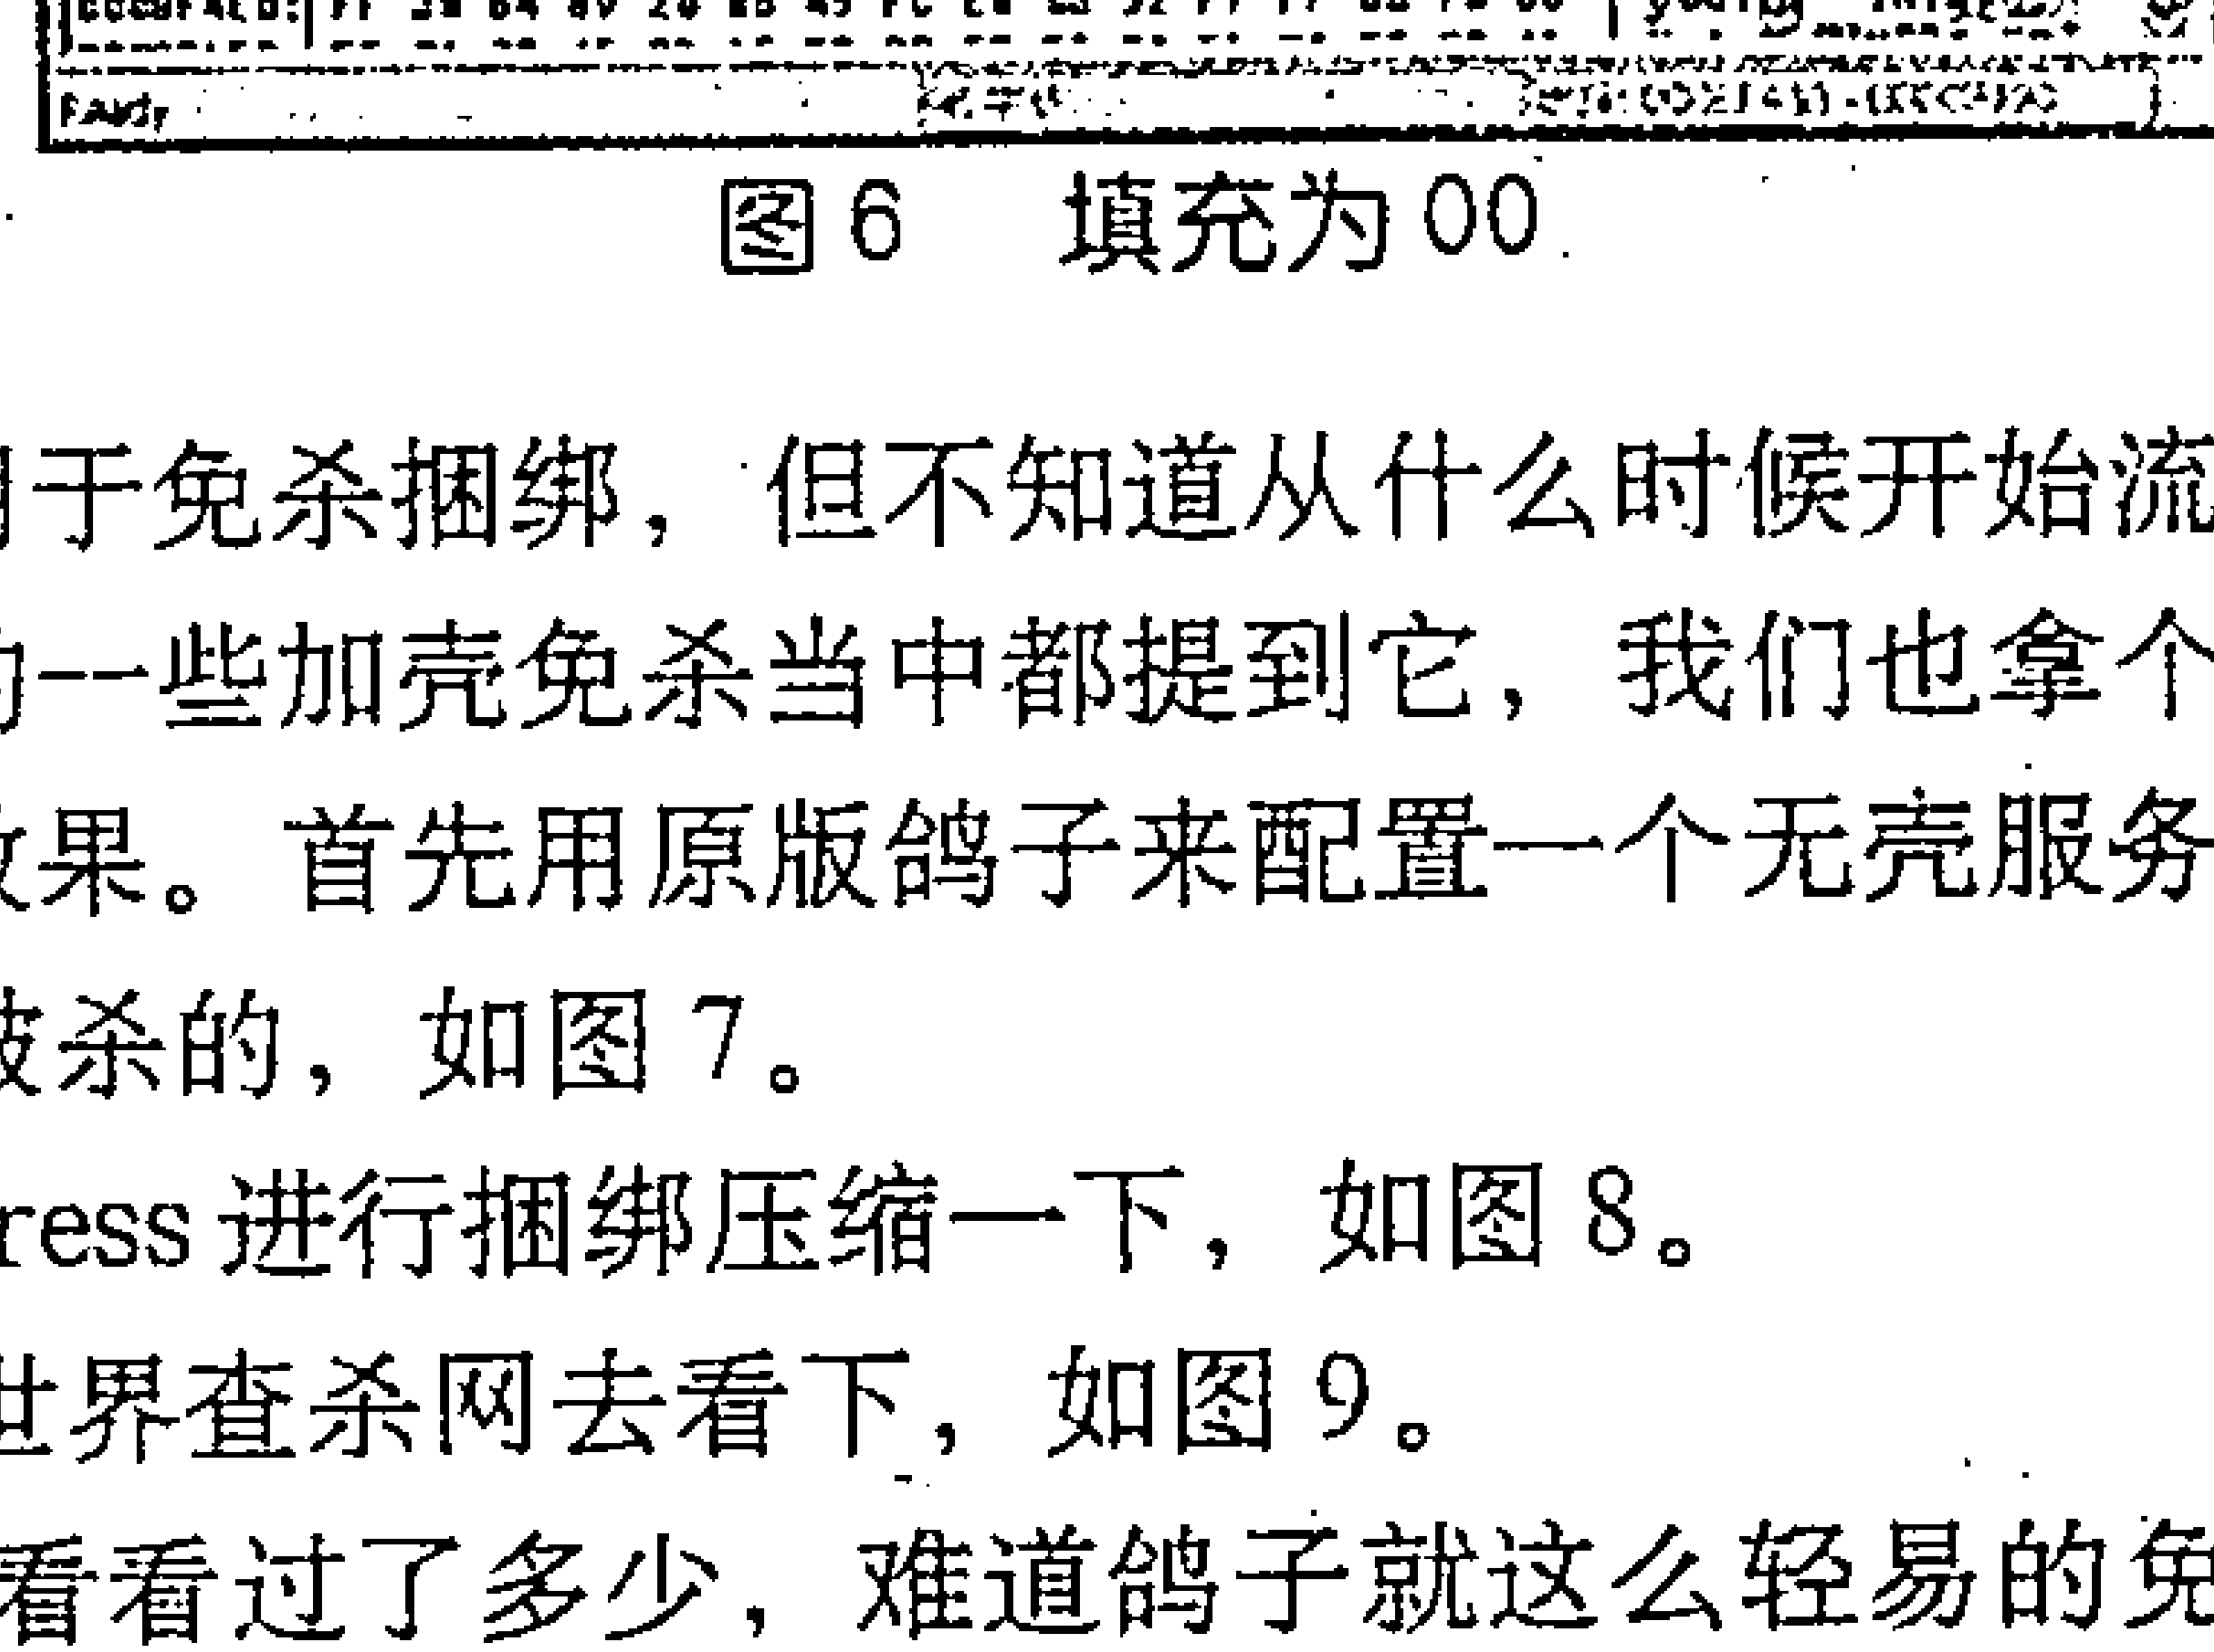 图6 填充为00
于免杀捆绑，但不知道从什么时候开始流
一些加壳免杀当中都提到它，我们也拿个
果。首先用原版鸽子来配置一个无壳服务
被杀的，如图7。
ress进行捆绑压缩一下，如图8。
世界查杀网去看下，如图9。
看看过了多少，难道鸽子就这么轻易的免